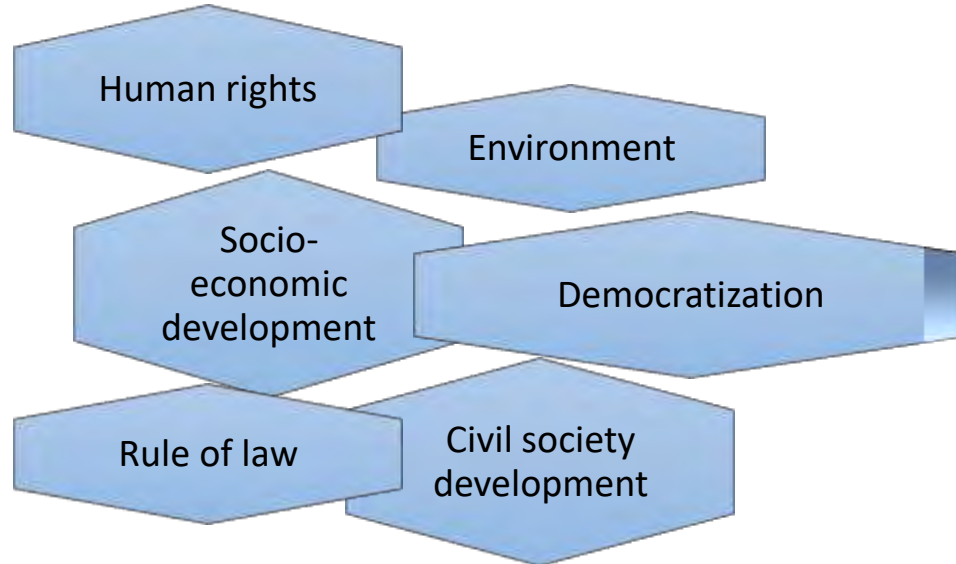 Human rights
Environment
Socio-
economic
development
Democratization
Rule of law
Civil society
development